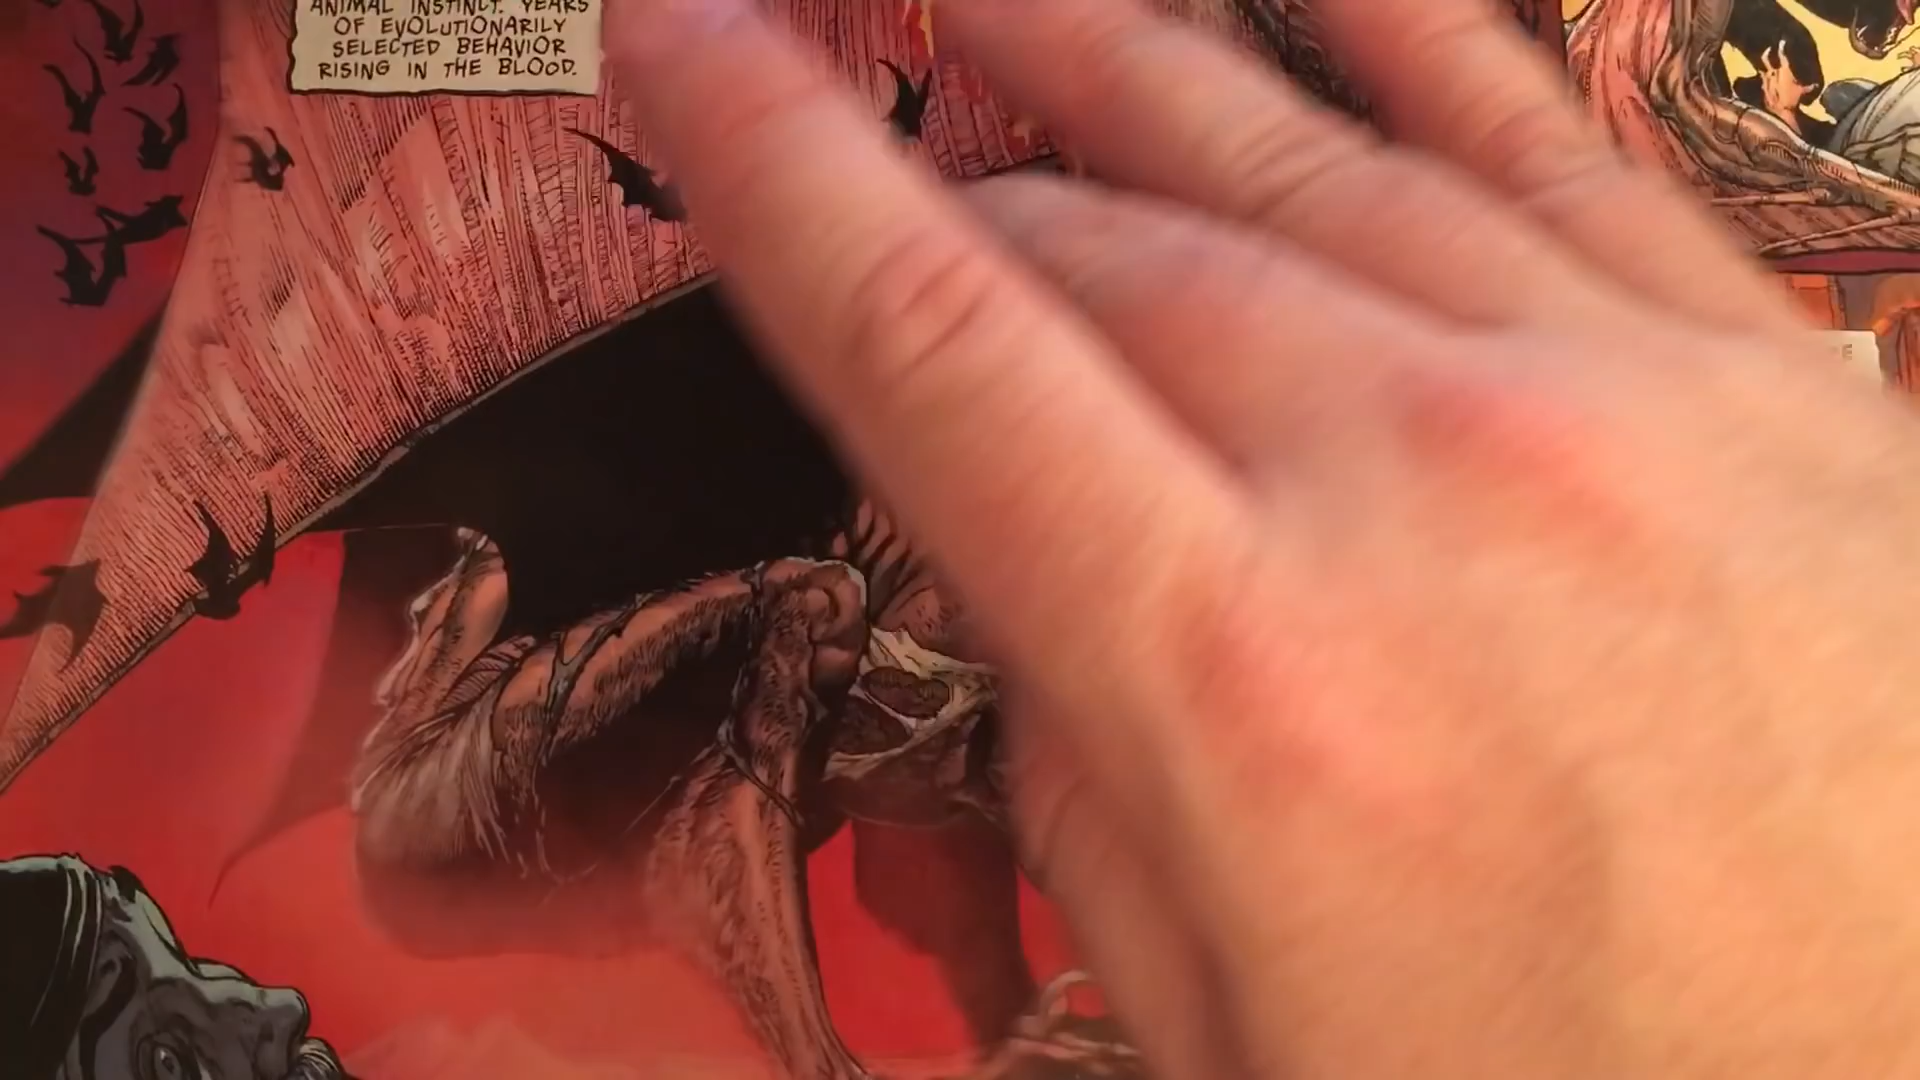 ANIMAL INSTINCT. YEARS
OF EVOLUTIONARILY
SELECTED BEHAVIOR
RISING IN THE BLOOD.